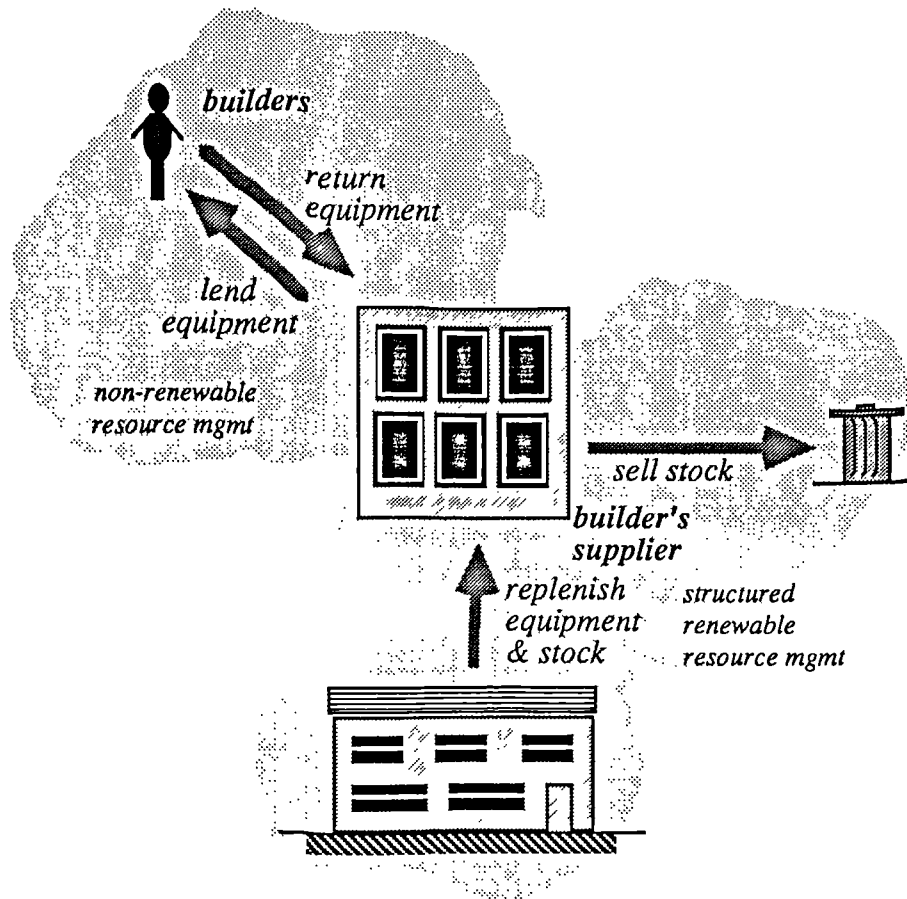 builders
return
equipment
lend
equipment
non-renewable
resource mgmt
sell stock
builder's
supplier
replenish
equipment
& stock
structured
renewable
resource mgmt